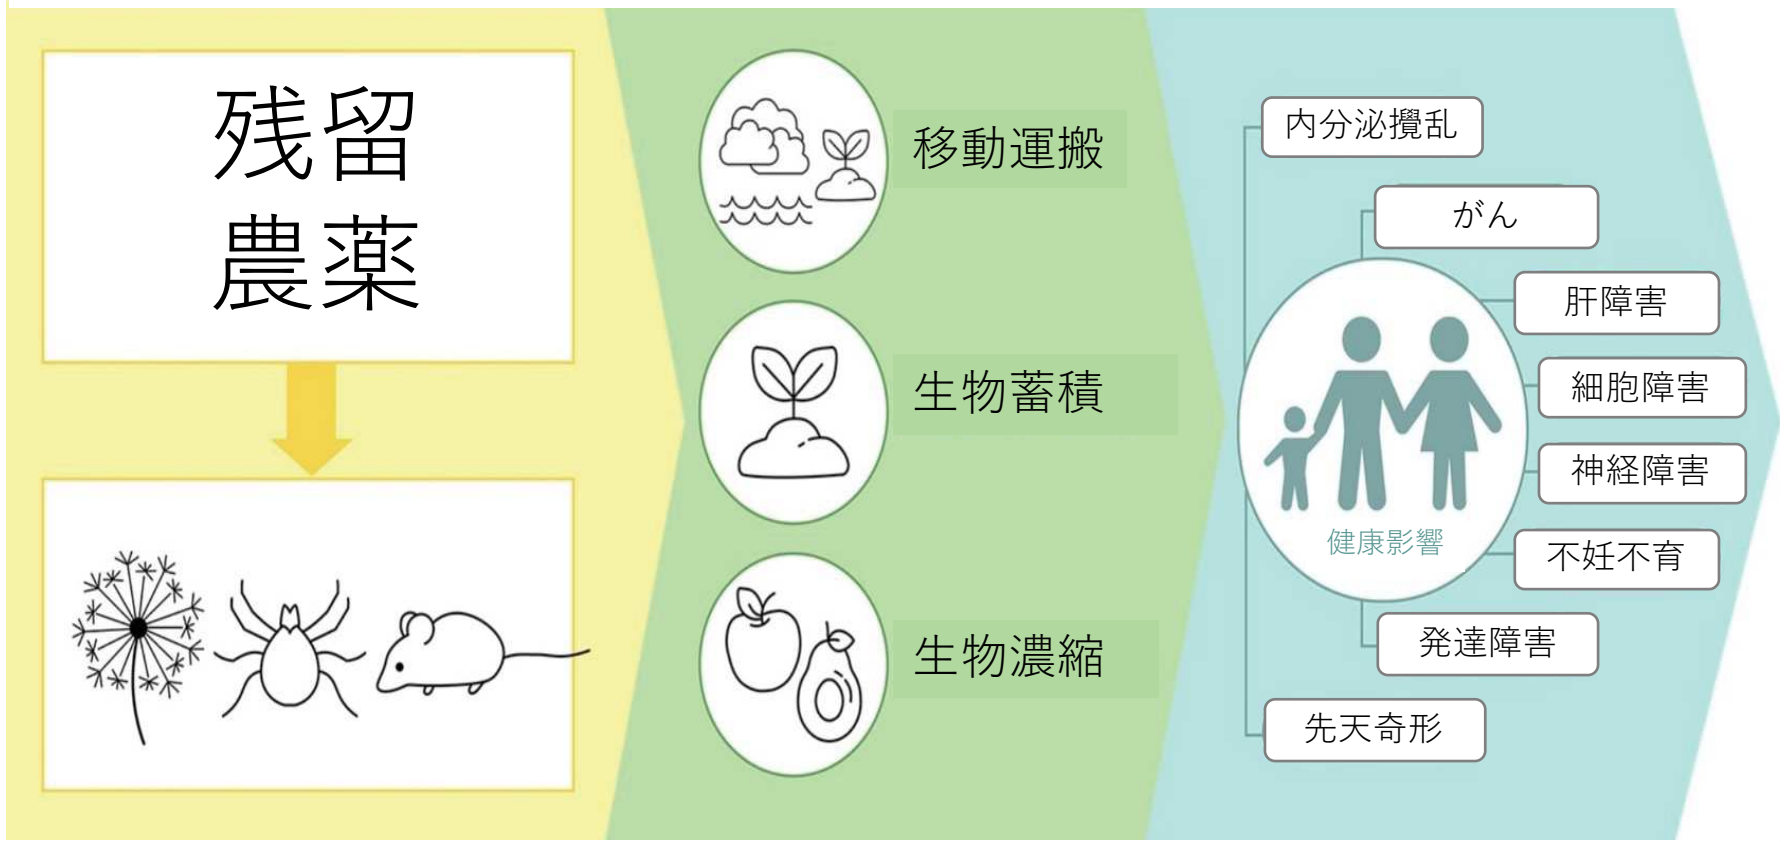 残留
農薬
移動運搬
生物蓄積
生物濃縮
内分泌攪乱
がん
肝障害
細胞障害
神経障害
不妊不育
発達障害
先天奇形
健康影響